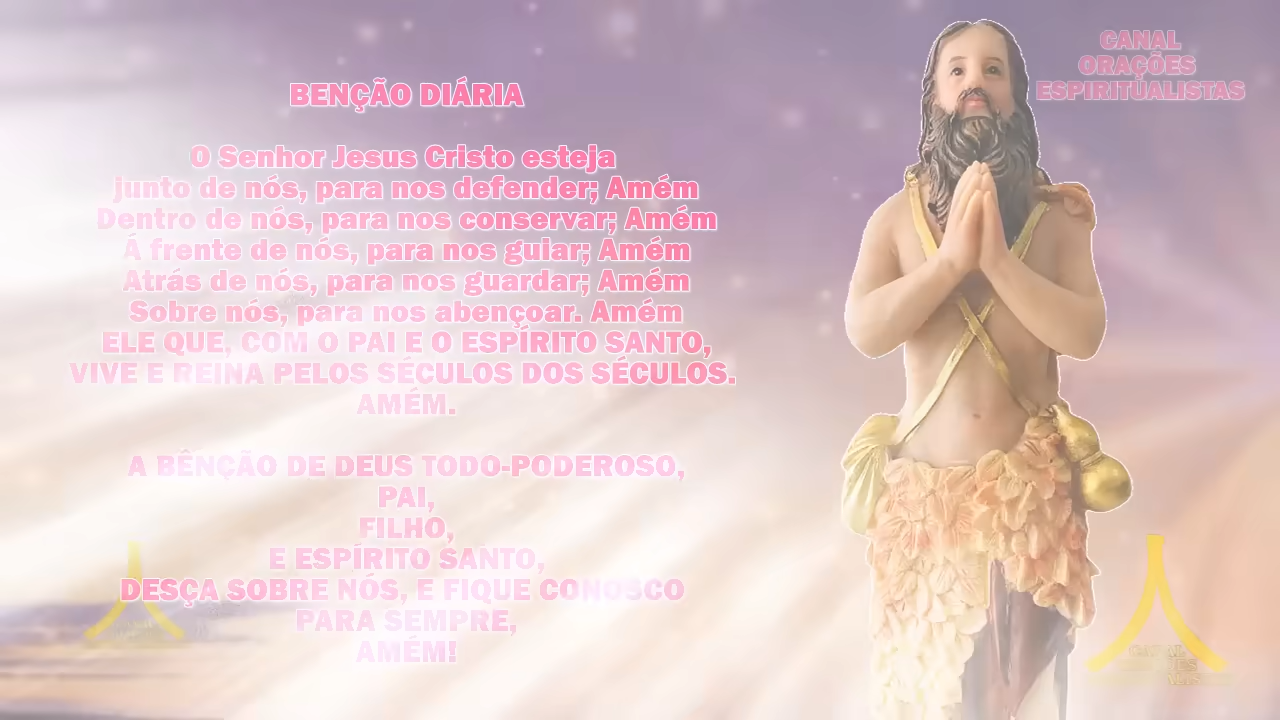 CANAL
ORAÇÕES
ESPIRITUALISTAS
BENÇÃO DIÁRIA
O Senhor Jesus Cristo esteja
junto de nós, para nos defender; Amém
Dentro de nós, para nos conservar; Amém
Á frente de nós, para nos guiar; Amém
Atrás de nós, para nos guardar; Amém
Sobre nós, para nos abençoar. Amém
ELE QUE, COM O PAI E O ESPÍRITO SANTO,
VIVE E REINA PELOS SÉCULOS DOS SÉCULOS.
AMÉM.
A BÊNÇÃO DE DEUS TODO-PODEROSO,
PAI,
FILHO,
E ESPÍRITO SANTO,
DESÇA SOBRE NÓS, E FIQUE CONOSCO
PARA SEMPRE,
AMÉM!
CANAL